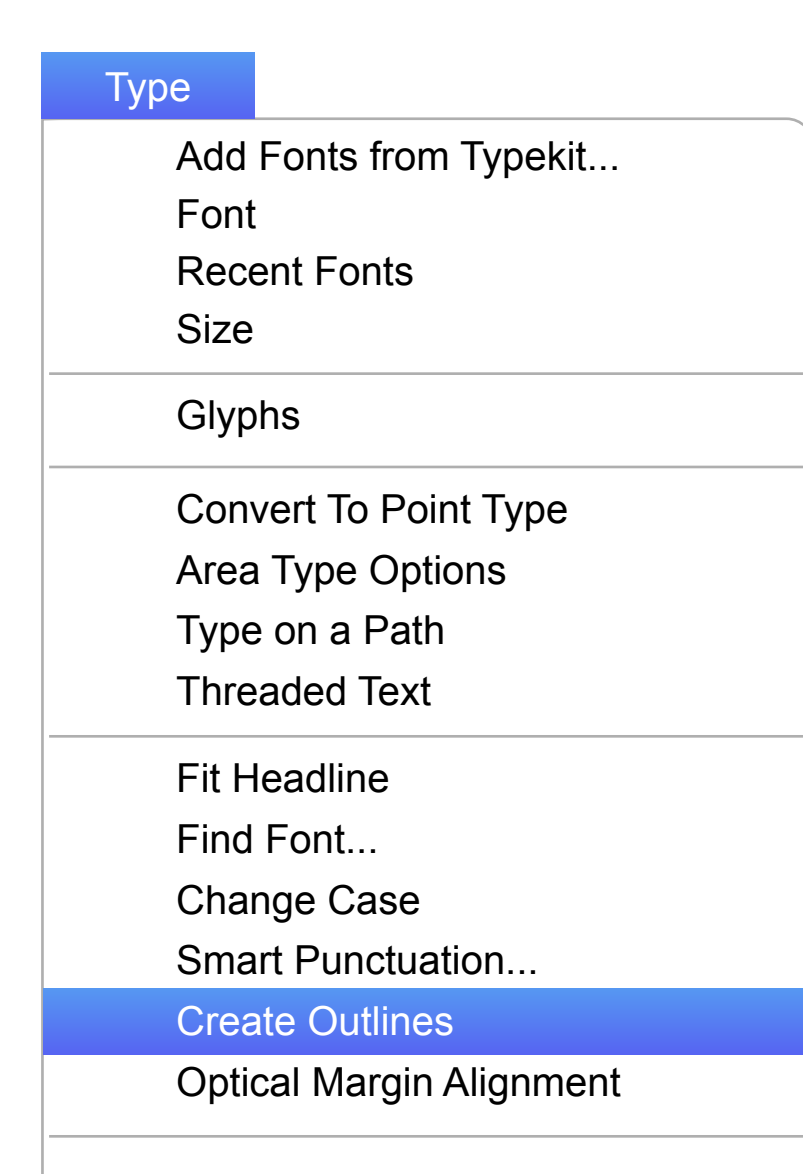 Type
Add Fonts from Typekit...
Font
Recent Fonts
Size
Glyphs
Convert To Point Type
Area Type Options
Type on a Path
Threaded Text
Fit Headline
Find Font...
Change Case
Smart Punctuation...
Create Outlines
Optical Margin Alignment